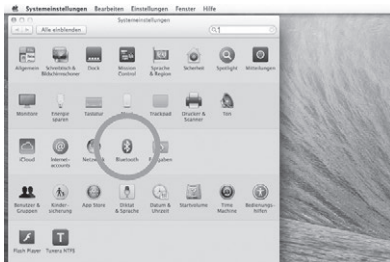 Systemeinstellungen Bearbeiten Einstellungen Fenster Hilfe
Systemeinstellungen
Alle einblenden
Allgemein Schreibtisch & Bildschirmschoner Dock Mission Control Sprache & Region Sicherheit Spotlight Mitteilungen
Monitore Energie sparen Tastatur Trackpad Drucker & Scanner Ton
iCloud Internet-accounts Netzwerk Bluetooth Freigaben
Benutzer & Gruppen Kinder-sicherung App Store Diktat & Sprache Datum & Uhrzeit Startvolume Time Machine Bedienungs-hilfen
Flash Player Tuxera NTFS